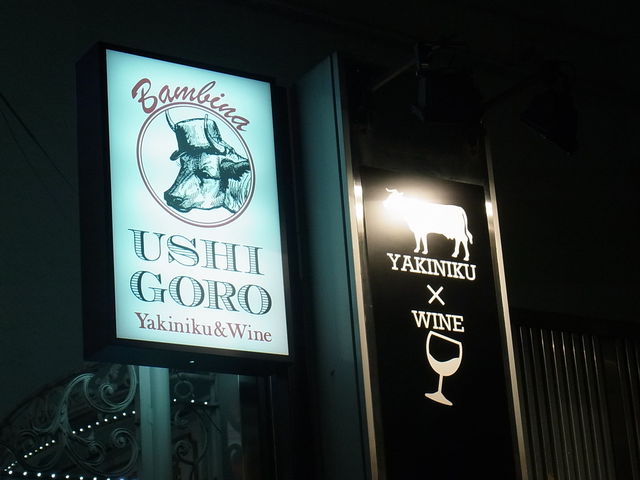 Bambina
USHI
GORO
Yakiniku&Wine
YAKINIKU
×
WINE